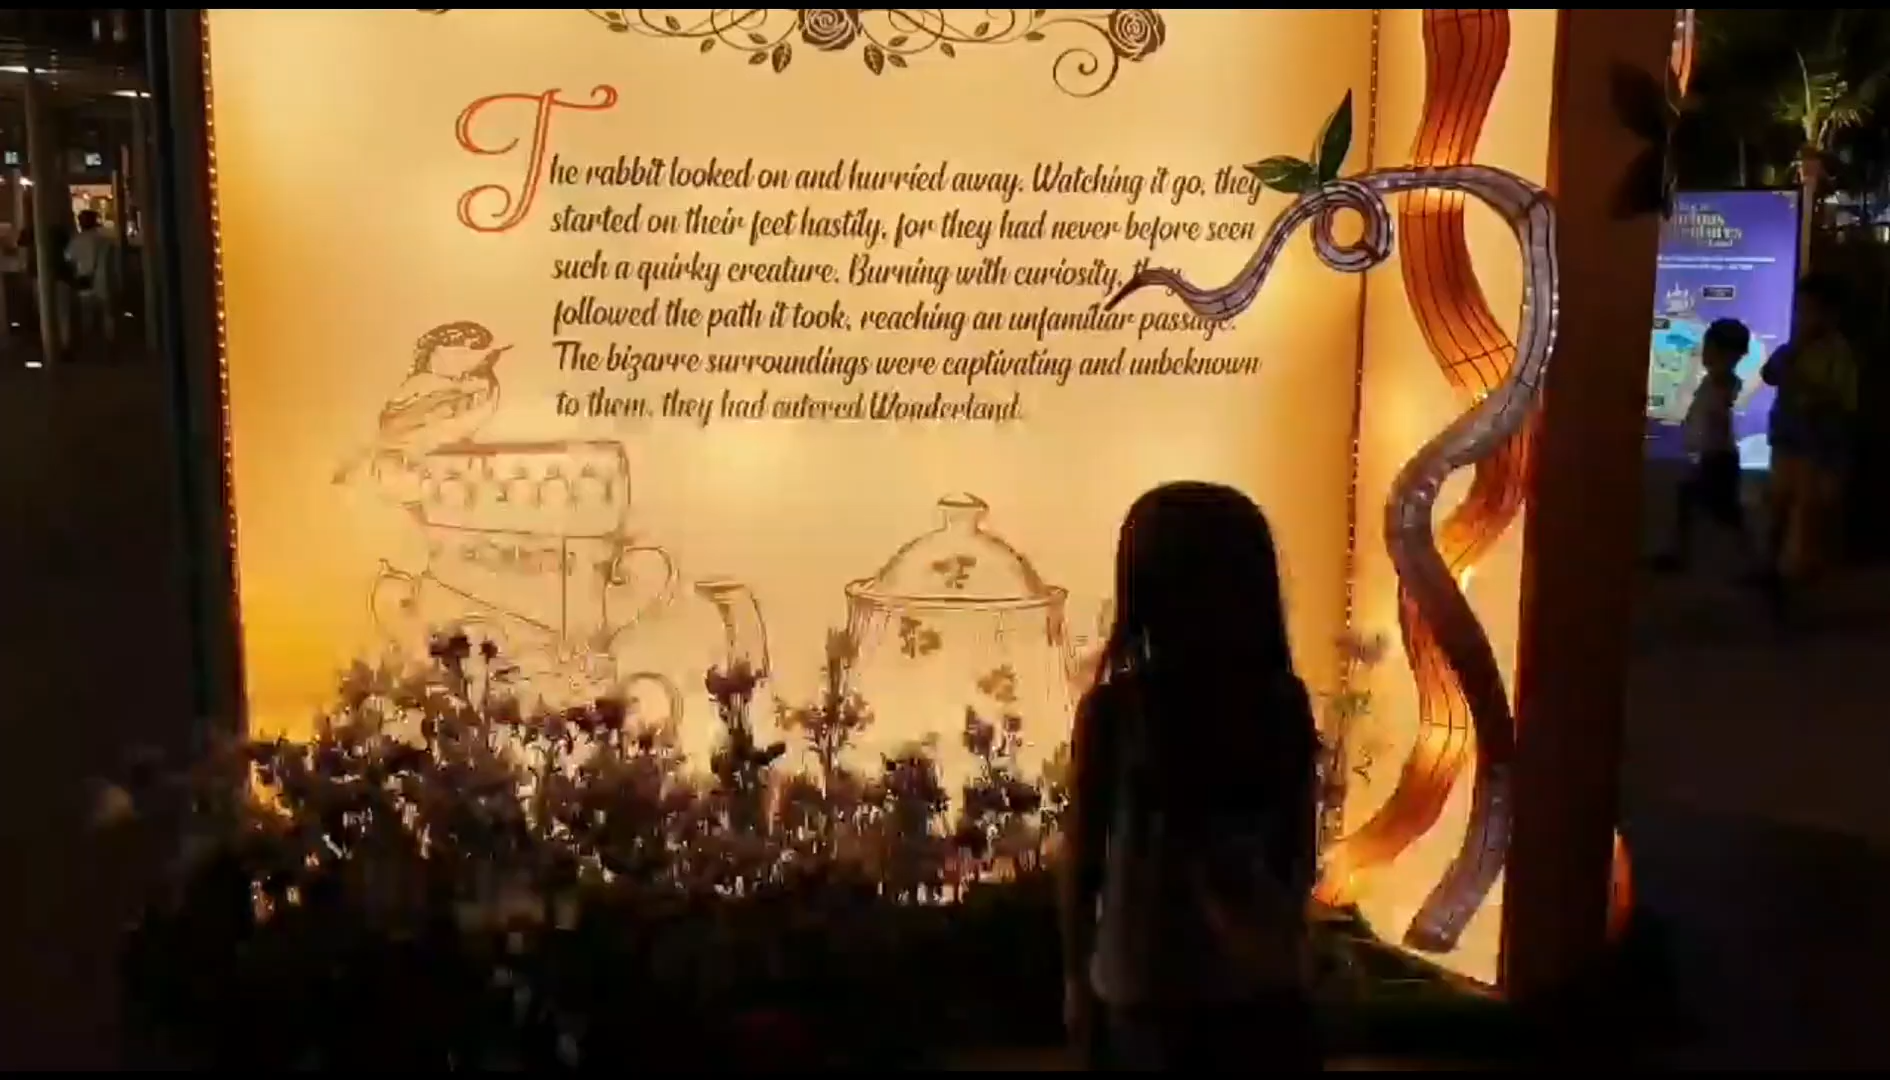 The rabbit looked on and hurried away. Watching it go, they
started on their feet hastily, for they had never before seen
such a quirky creature. Burning with curiosity, they
followed the path it took, reaching an unfamiliar passage.
The bizarre surroundings were captivating and unbeknown
to them, they had entered Wonderland.